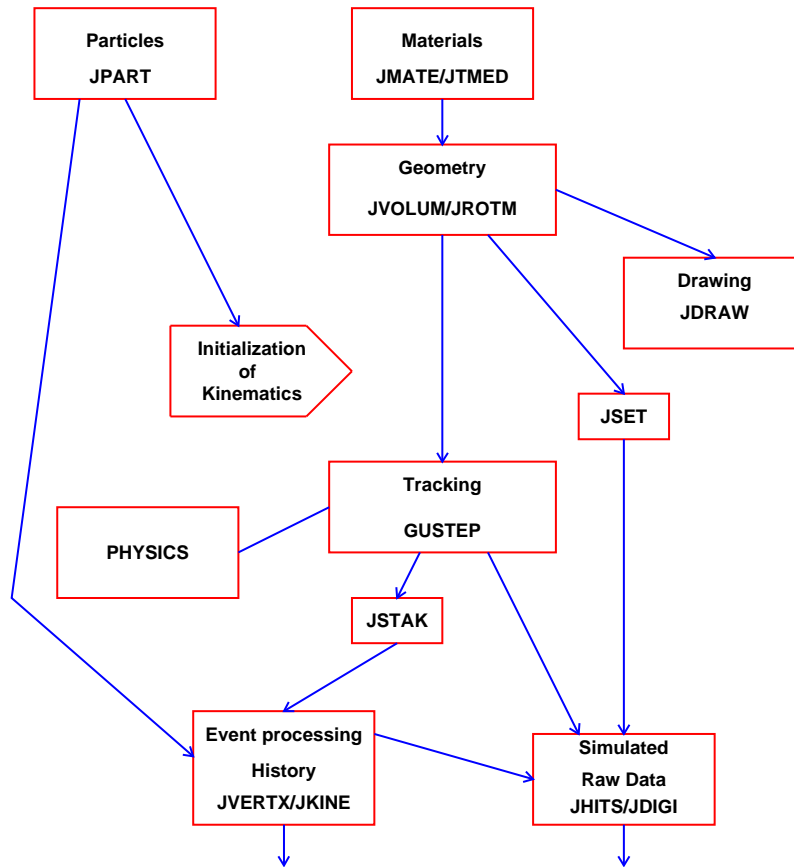 Particles
JPART
Materials
JMATE/JTMED
Geometry
JVOLUM/JROTM
Drawing
JDRAW
Initialization
of
Kinematics
JSET
Tracking
GUSTEP
PHYSICS
JSTAK
Event processing
History
JVERTX/JKINE
Simulated
Raw Data
JHITS/JDIGI